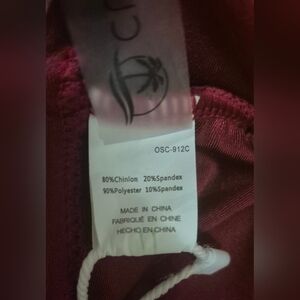 OSC-912C
80%Chinlon 20%Spandex
90%Polyester 10%Spandex
MADE IN CHINA
FABRIQUÉ EN CHINE
HECHO EN CHINA